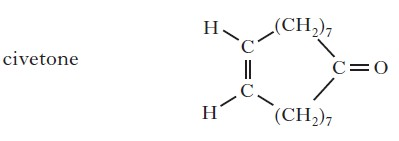 H (CH₂)₇
C
civetone
C=O
C
H (CH₂)₇